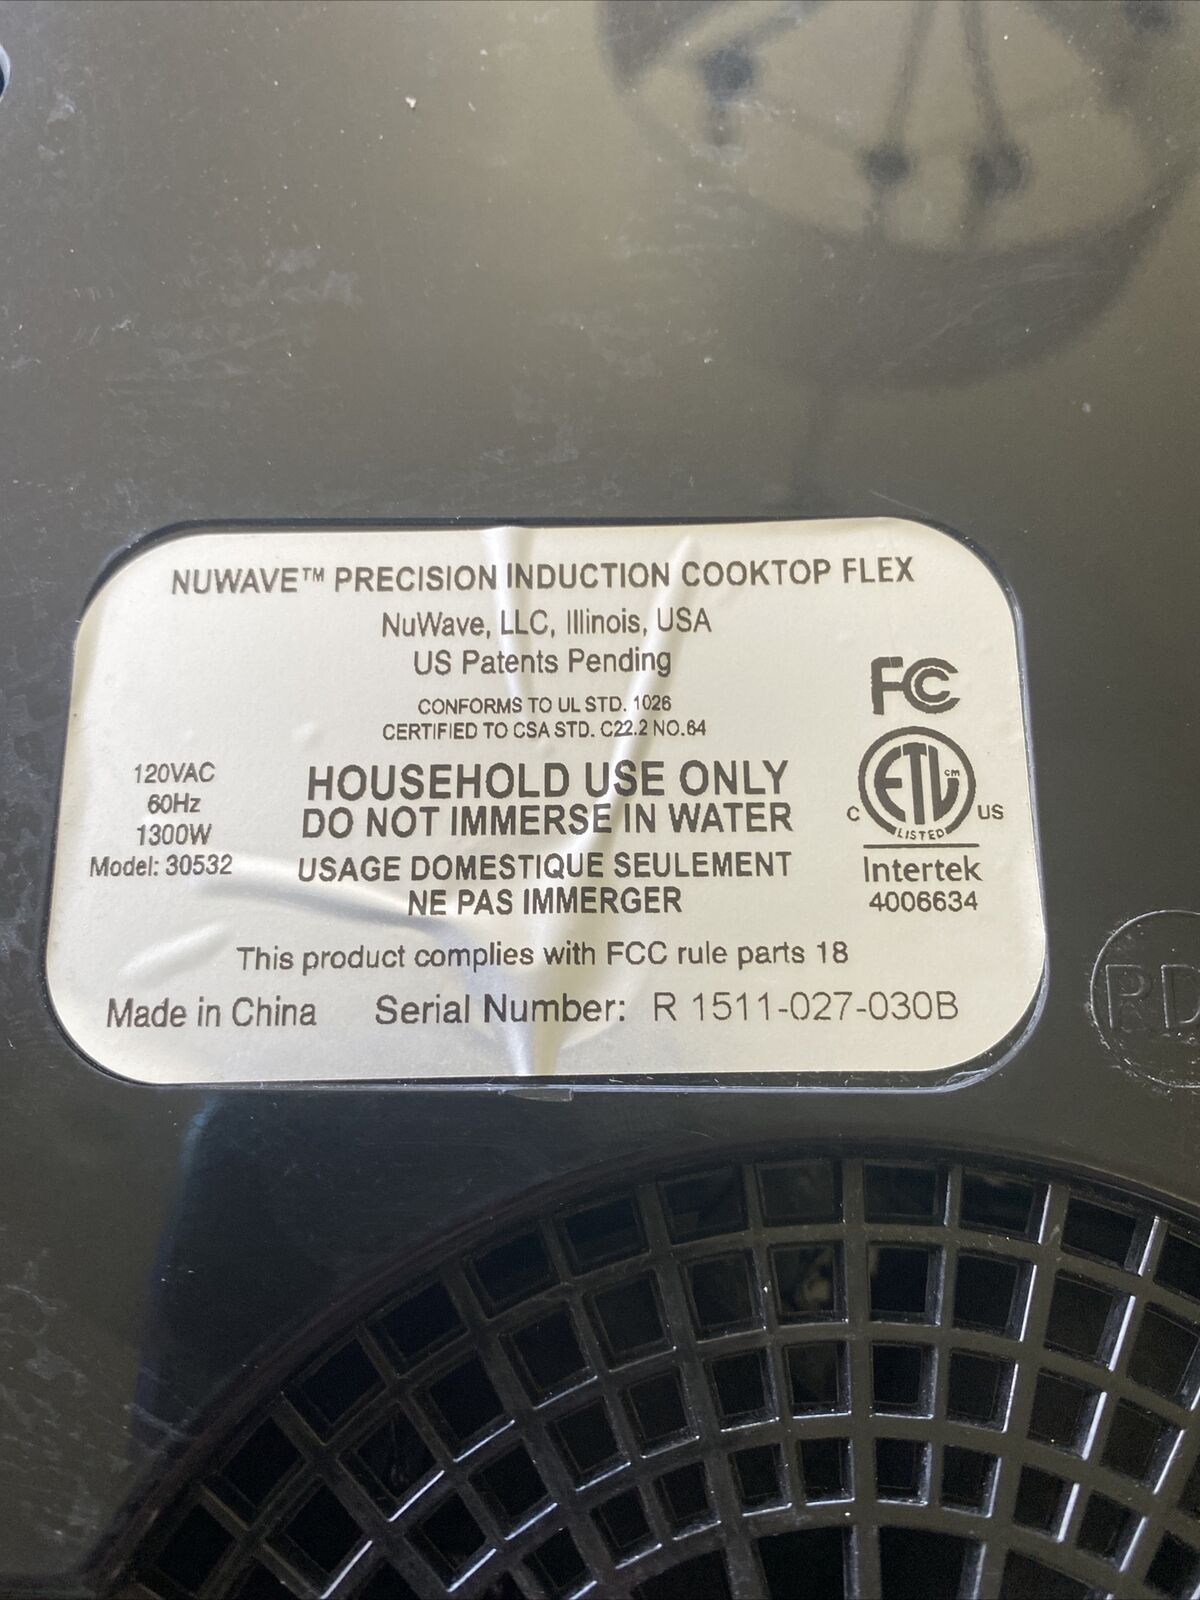 NUWAVE™ PRECISION INDUCTION COOKTOP FLEX
NuWave, LLC, Illinois, USA
US Patents Pending
CONFORMS TO UL STD. 1026
CERTIFIED TO CSA STD. C22.2 NO.64
FC
120VAC
60Hz
1300W
Model: 30532
HOUSEHOLD USE ONLY
DO NOT IMMERSE IN WATER
USAGE DOMESTIQUE SEULEMENT
NE PAS IMMERGER
ETL CM
LISTED
C US
Intertek
4006634
This product complies with FCC rule parts 18
Made in China Serial Number: R 1511-027-030B